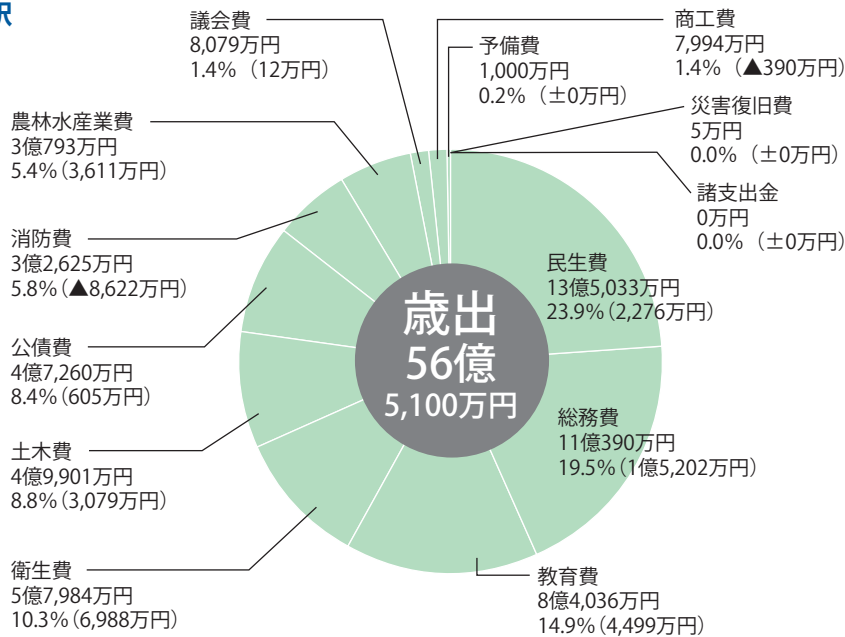 訳
議会費
8,079万円
1.4%（12万円）
商工費
7,994万円
1.4%（▲390万円）
予備費
1,000万円
0.2%（±0万円）
災害復旧費
5万円
0.0%（±0万円）
諸支出金
0万円
0.0%（±0万円）
農林水産業費
3億793万円
5.4%（3,611万円）
消防費
3億2,625万円
5.8%（▲8,622万円）
公債費
4億7,260万円
8.4%（605万円）
土木費
4億9,901万円
8.8%（3,079万円）
衛生費
5億7,984万円
10.3%（6,988万円）
歳出
56億
5,100万円
民生費
13億5,033万円
23.9%（2,276万円）
総務費
11億390万円
19.5%（1億5,202万円）
教育費
8億4,036万円
14.9%（4,499万円）